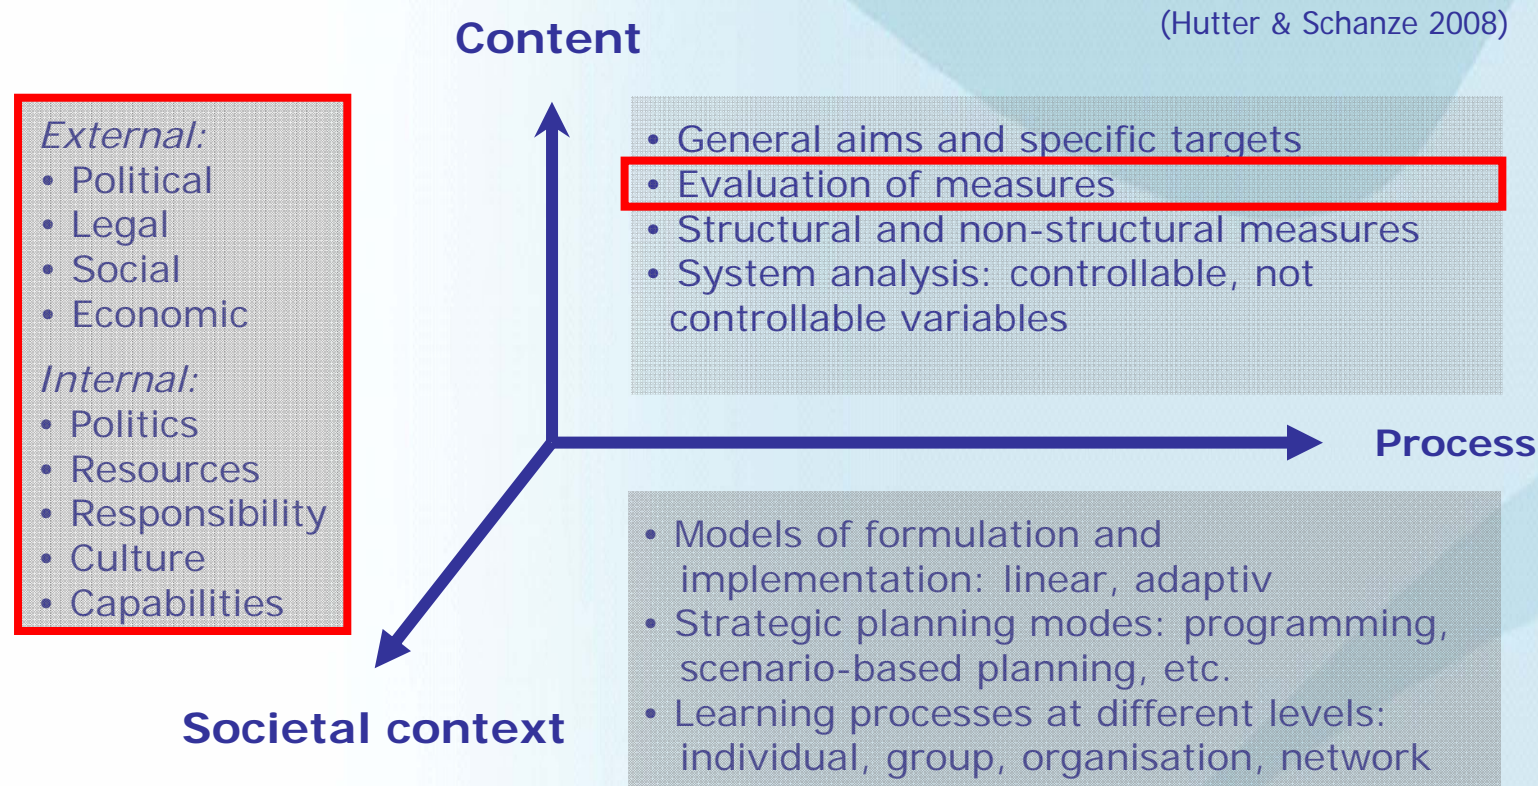 Content
(Hutter & Schanze 2008)
External:
• Political
• Legal
• Social
• Economic
Internal:
• Politics
• Resources
• Responsibility
• Culture
• Capabilities
• General aims and specific targets
• Evaluation of measures
• Structural and non-structural measures
• System analysis: controllable, not
controllable variables
Process
• Models of formulation and
implementation: linear, adaptiv
• Strategic planning modes: programming,
scenario-based planning, etc.
• Learning processes at different levels:
individual, group, organisation, network
Societal context